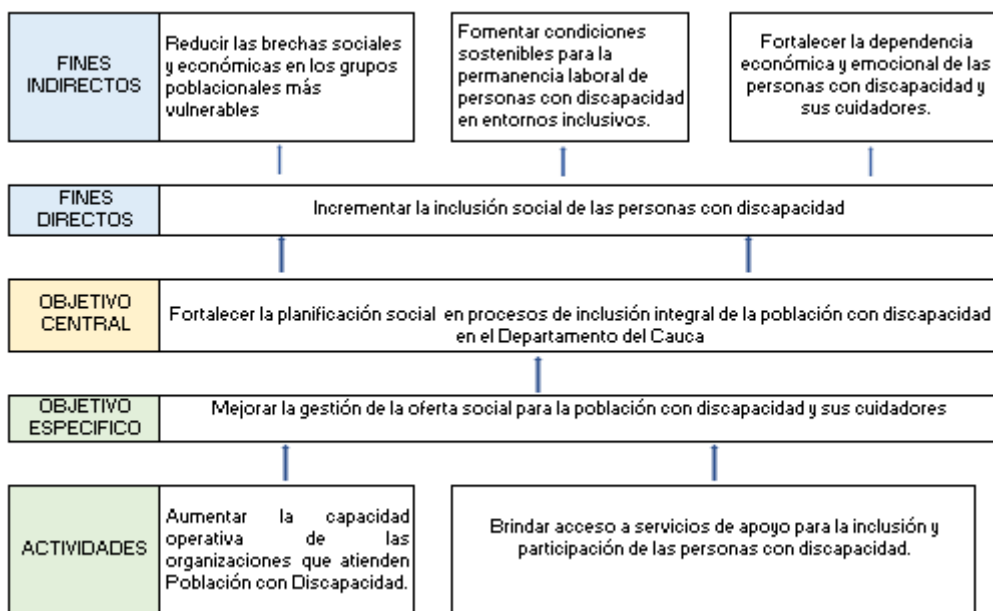 FINES
INDIRECTOS
Reducir las brechas sociales
y económicas en los grupos
poblacionales más
vulnerables
Fomentar condiciones
sostenibles para la
permanencia laboral de
personas con discapacidad
en entornos inclusivos.
Fortalecer la dependencia
económica y emocional de las
personas con discapacidad y
sus cuidadores.
FINES
DIRECTOS
Incrementar la inclusión social de las personas con discapacidad
OBJETIVO
CENTRAL
Fortalecer la planificación social en procesos de inclusión integral de la población con discapacidad
en el Departamento del Cauca
OBJETIVO
ESPECIFICO
Mejorar la gestión de la oferta social para la población con discapacidad y sus cuidadores
ACTIVIDADES
Aumentar la capacidad
operativa de las
organizaciones que atienden
Población con Discapacidad.
Brindar acceso a servicios de apoyo para la inclusión y
participación de las personas con discapacidad.